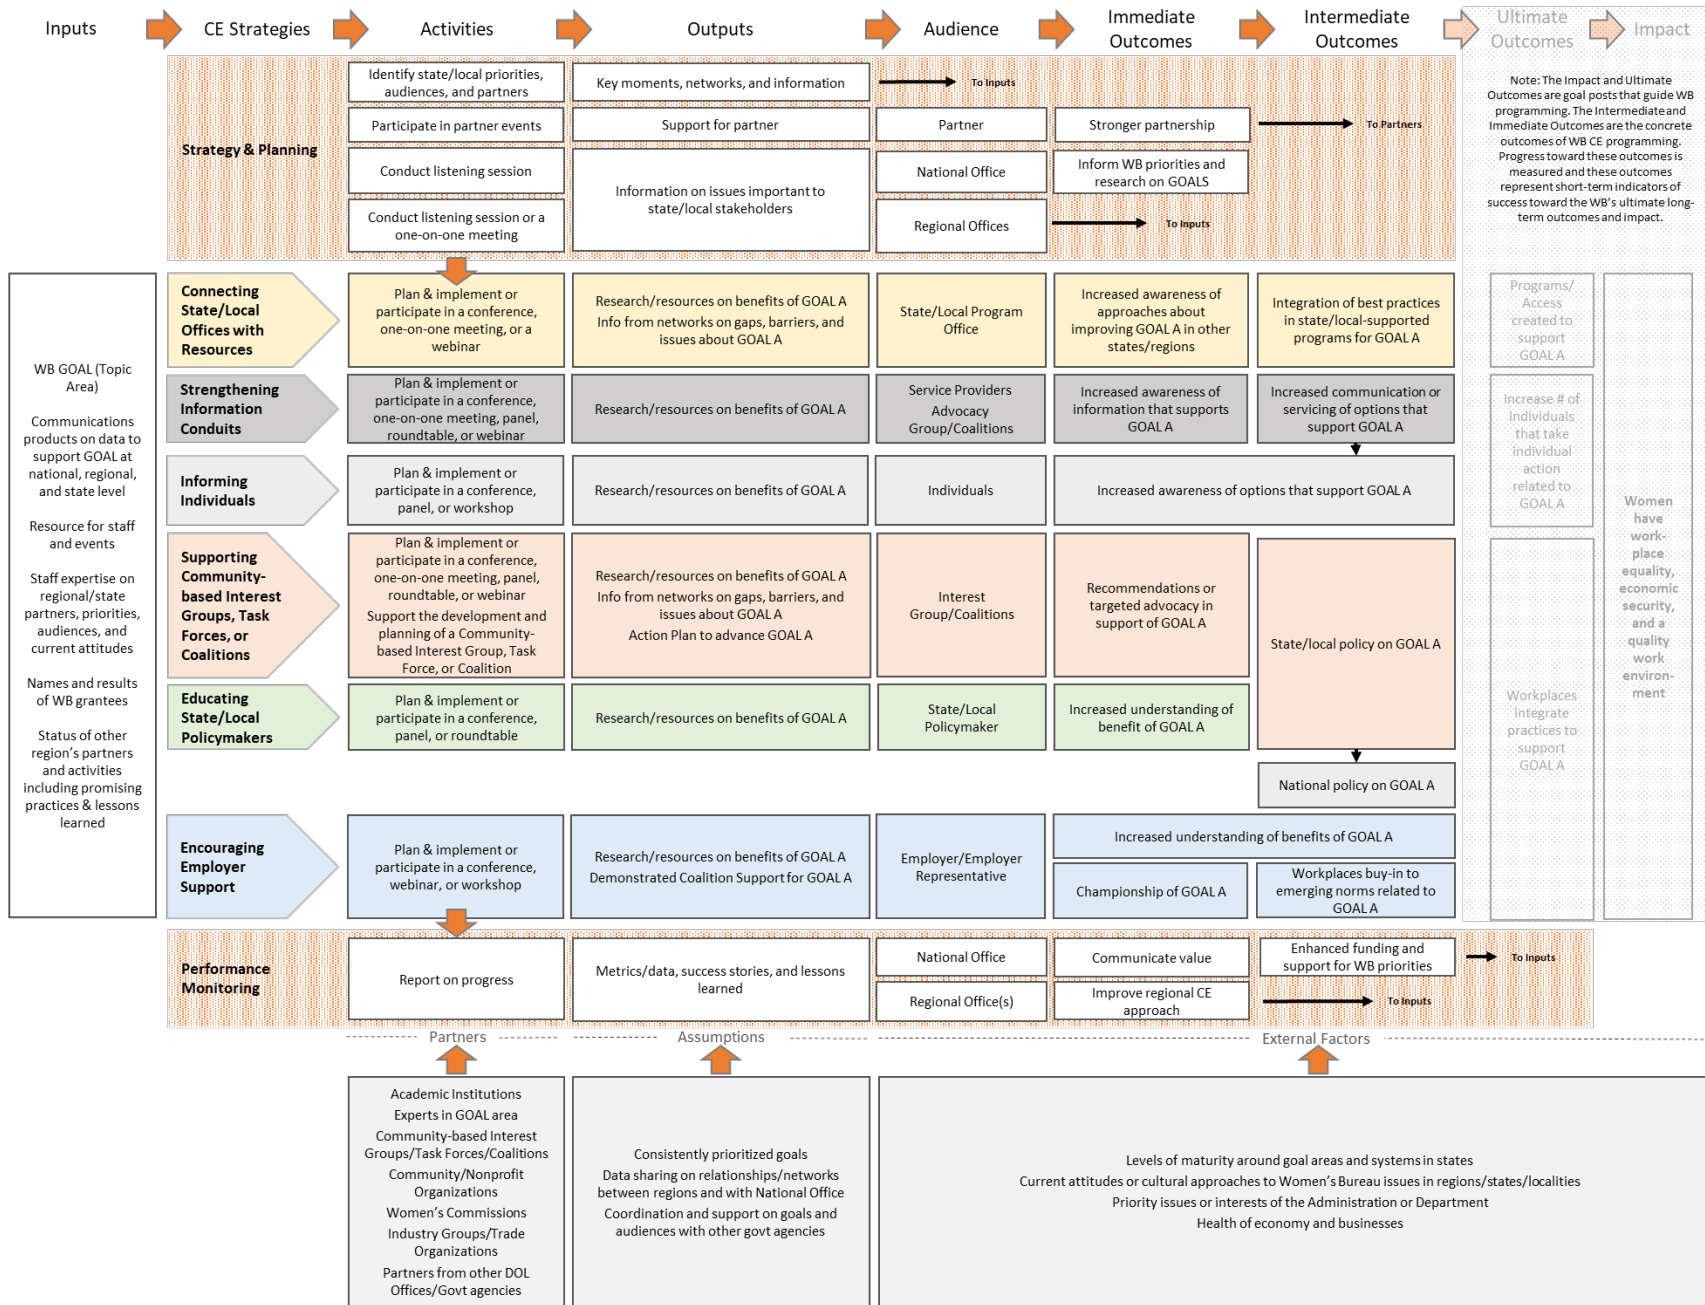 Inputs
CE Strategies
Activities
Outputs
Audience
Immediate
Outcomes
Intermediate
Outcomes
Ultimate
Outcomes
Impact
Strategy & Planning
Identify state/local priorities,
audiences, and partners
Key moments, networks, and information
To Inputs
Participate in partner events
Support for partner
Partner
Stronger partnership
To Partners
Conduct listening session
Information on issues important to
state/local stakeholders
National Office
Inform WB priorities and
research on GOALS
Conduct listening session or a
one-on-one meeting
Regional Offices
To Inputs
Note: The Impact and Ultimate
Outcomes are goal posts that guide WB
programming. The Intermediate and
Immediate Outcomes are the concrete
outcomes of WB CE programming.
Progress toward these outcomes is
measured and these outcomes
represent short-term indicators of
success toward the WB's ultimate long-
term outcomes and impact.
WB GOAL (Topic
Area)
Communications
products on data to
support GOAL at
national, regional,
and state level
Resource for staff
and events
Staff expertise on
regional/state
partners, priorities,
audiences, and
current attitudes
Names and results
of WB grantees
Status of other
region's partners
and activities
including promising
practices & lessons
learned
Connecting
State/Local
Offices with
Resources
Plan & implement or
participate in a conference,
one-on-one meeting, or a
webinar
Research/resources on benefits of GOAL A
Info from networks on gaps, barriers, and
issues about GOAL A
State/Local Program
Office
Increased awareness of
approaches about
improving GOAL A in other
states/regions
Integration of best practices
in state/local-supported
programs for GOAL A
Programs/
Access
created to
support
GOAL A
Strengthening
Information
Conduits
Plan & implement or
participate in a conference,
one-on-one meeting, panel,
roundtable, or webinar
Research/resources on benefits of GOAL A
Service Providers
Advocacy
Group/Coalitions
Increased awareness of
information that supports
GOAL A
Increased communication or
servicing of options that
support GOAL A
Increase # of
Individuals
that take
individual
action
related to
GOAL A
Informing
Individuals
Plan & implement or
participate in a conference,
panel, or workshop
Research/resources on benefits of GOAL A
Individuals
Increased awareness of options that support GOAL A
Supporting
Community-
based Interest
Groups, Task
Forces, or
Coalitions
Plan & implement or
participate in a conference,
one-on-one meeting, panel,
roundtable, or webinar
Support the development and
planning of a Community-
based Interest Group, Task
Force, or Coalition
Research/resources on benefits of GOAL A
Info from networks on gaps, barriers, and
issues about GOAL A
Action Plan to advance GOAL A
Interest
Group/Coalitions
Recommendations or
targeted advocacy in
support of GOAL A
State/local policy on GOAL A
Workplaces
integrate
practices to
support
GOAL A
Women
have
work-
place
equality,
economic
security,
and a
quality
work
environ-
ment
Educating
State/Local
Policymakers
Plan & implement or
participate in a conference,
panel, or roundtable
Research/resources on benefits of GOAL A
State/Local
Policymaker
Increased understanding of
benefit of GOAL A
National policy on GOAL A
Encouraging
Employer
Support
Plan & implement or
participate in a conference,
webinar, or workshop
Research/resources on benefits of GOAL A
Demonstrated Coalition Support for GOAL A
Employer/Employer
Representative
Increased understanding of benefits of GOAL A
Championship of GOAL A
Workplaces buy-in to
emerging norms related to
GOAL A
Performance
Monitoring
Report on progress
Metrics/data, success stories, and lessons
learned
National Office
Communicate value
Enhanced funding and
support for WB priorities
To Inputs
Regional Office(s)
Improve regional CE
approach
To Inputs
Partners
Assumptions
External Factors
Academic Institutions
Experts in GOAL area
Community-based Interest
Groups/Task Forces/Coalitions
Community/Nonprofit
Organizations
Women's Commissions
Industry Groups/Trade
Organizations
Partners from other DOL
Offices/Govt agencies
Consistently prioritized goals
Data sharing on relationships/networks
between regions and with National Office
Coordination and support on goals and
audiences with other govt agencies
Levels of maturity around goal areas and systems in states
Current attitudes or cultural approaches to Women's Bureau issues in regions/states/localities
Priority issues or interests of the Administration or Department
Health of economy and businesses